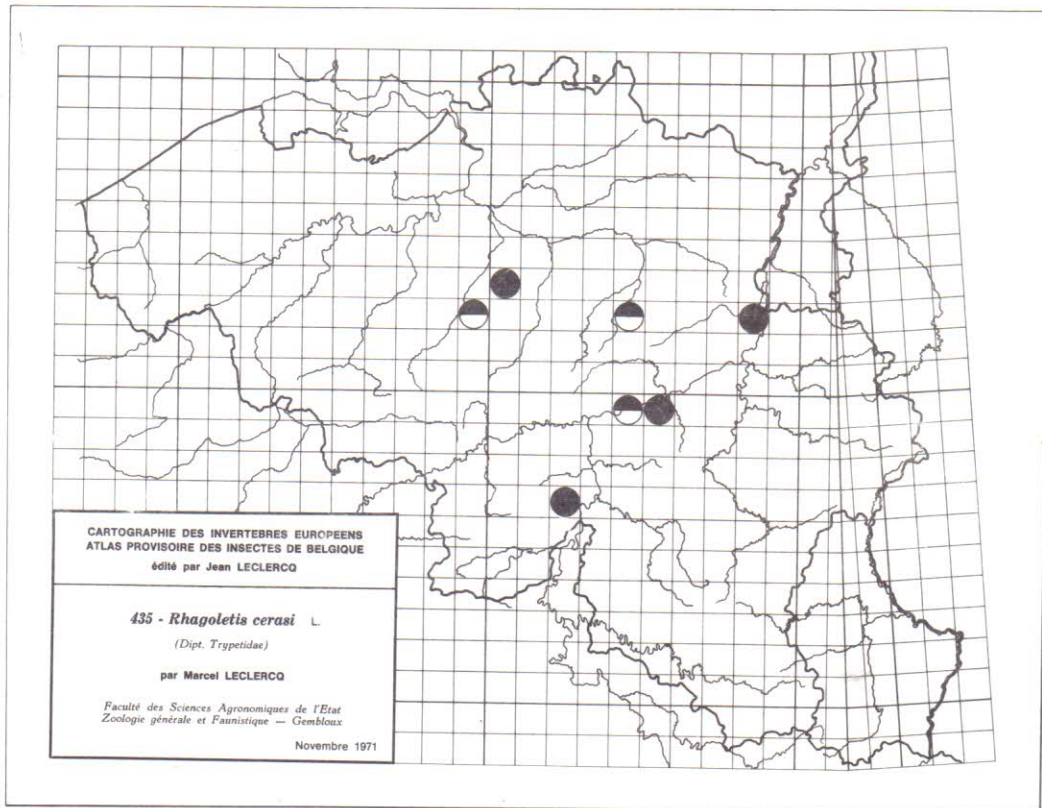 CARTOGRAPHIE DES INVERTEBRES EUROPEENS
ATLAS PROVISOIRE DES INSECTES DE BELGIQUE
édité par Jean LECLERCQ
435 - Rhagoletis cerasi L.
(Dipt. Trypetidae)
par Marcel LECLERCQ
Faculté des Sciences Agronomiques de l'Etat
Zoologie générale et Faunistique — Gembloux
Novembre 1971